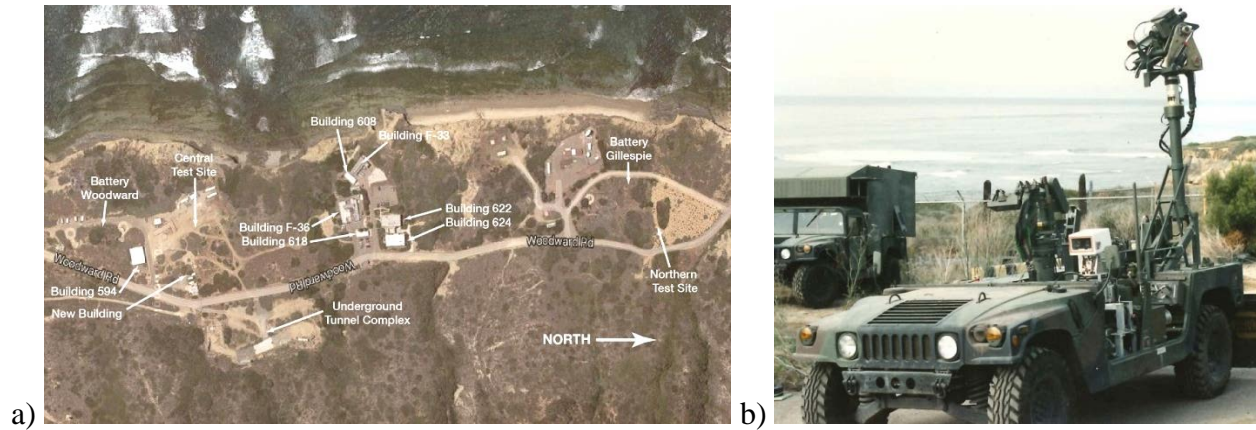 Building 608
Building F-33
Central
Test Site
Battery
Gillespie
Battery
Woodward
Building 622
Building 624
Building F-36
Building 618
Woodward Rd
Woodward Rd
Woodward Rd
Building 594
New Building
Northern
Test Site
Underground
Tunnel Complex
NORTH
a)
b)